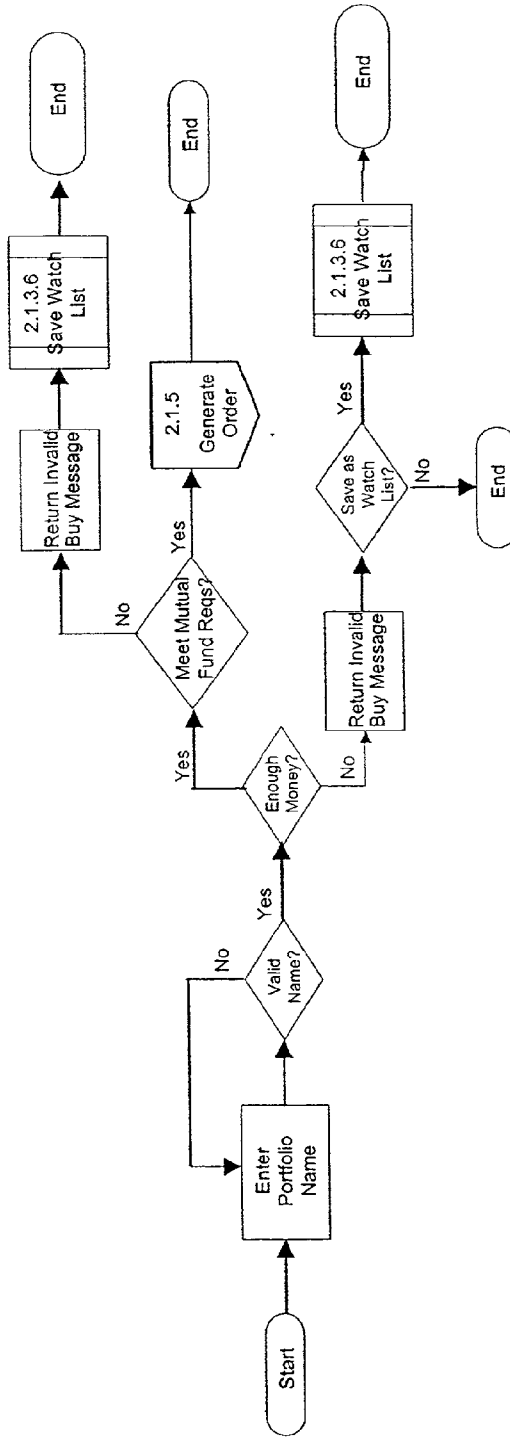 Start
Enter
Portfolio
Name
Valid
Name?
No
Yes
Enough
Money?
Yes
No
Meet Mutual
Fund Reqs?
No
Yes
Return Invalid
Buy Message
2.1.3.6
Save Watch
List
End
2.1.5
Generate
Order
End
Return Invalid
Buy Message
Save as
Watch
List?
Yes
No
2.1.3.6
Save Watch
List
End
End